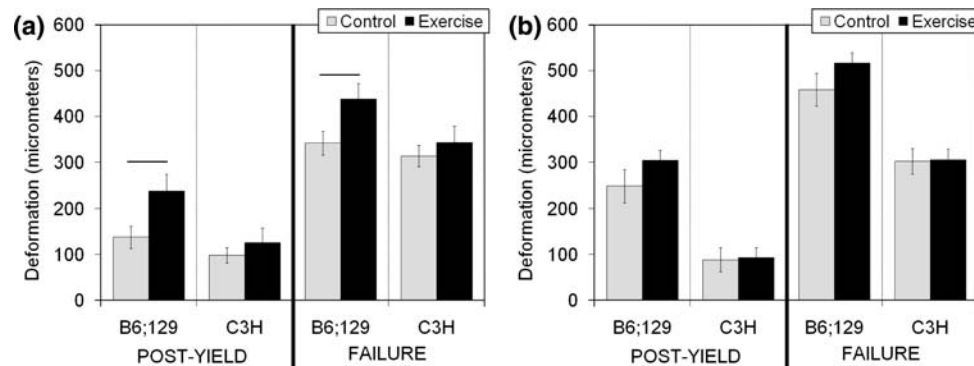 (a)
Control Exercise
Deformation (micrometers)
600
500
400
300
200
100
0
B6;129 C3H B6;129 C3H
POST-YIELD FAILURE
(b)
Control Exercise
Deformation (micrometers)
600
500
400
300
200
100
0
B6;129 C3H B6;129 C3H
POST-YIELD FAILURE